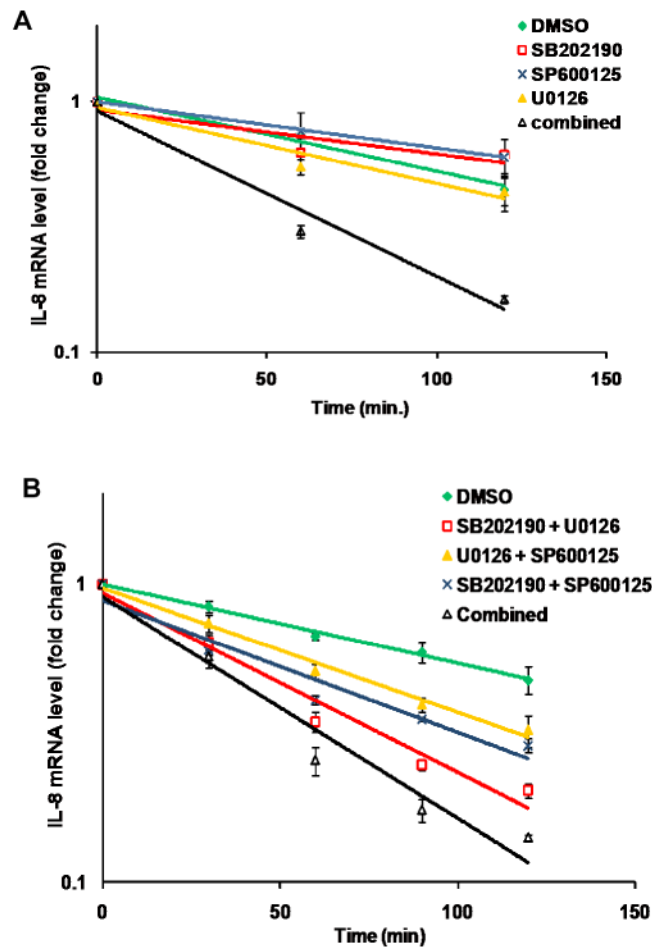 A
DMSO
SB202190
SP600125
U0126
combined
IL-8 mRNA level (fold change)
1
0.1
0
50
100
150
Time (min.)
B
DMSO
SB202190 + U0126
U0126 + SP600125
SB202190 + SP600125
Combined
IL-8 mRNA level (fold change)
1
0.1
0
50
100
150
Time (min)